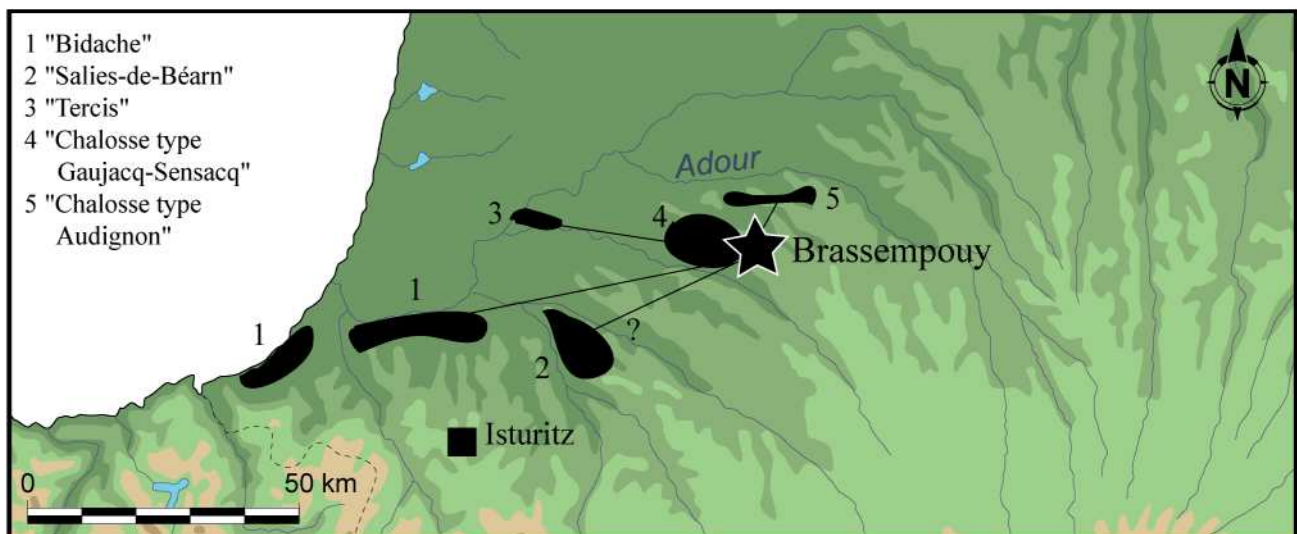 1 "Bidache"
2 "Salies-de-Béarn"
3 "Tercis"
4 "Chalosse type
Gaujacq-Sensacq"
5 "Chalosse type
Audignon"
N
Adour
3
4
5
Brassempouy
1
1
2
?
Isturitz
0
50 km